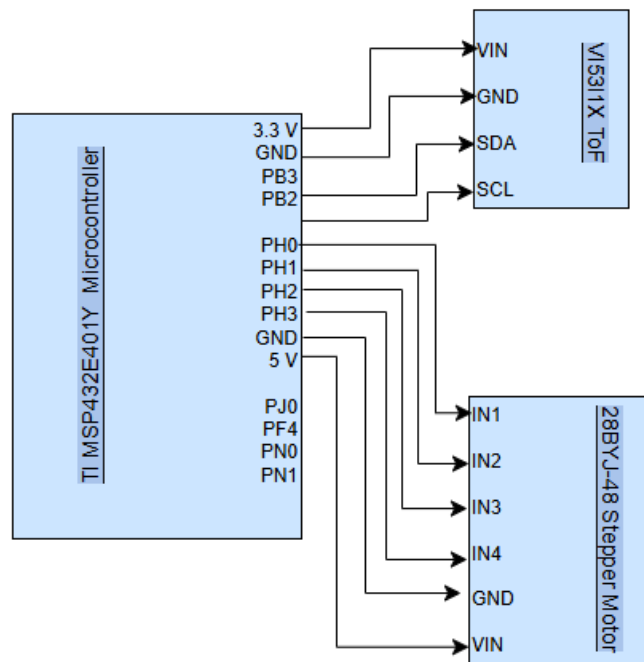 TI MSP432E401Y Microcontroller
3.3 V
GND
PB3
PB2
PH0
PH1
PH2
PH3
GND
5 V
PJ0
PF4
PN0
PN1
VI53I1X ToF
VIN
GND
SDA
SCL
28BYJ-48 Stepper Motor
IN1
IN2
IN3
IN4
GND
VIN